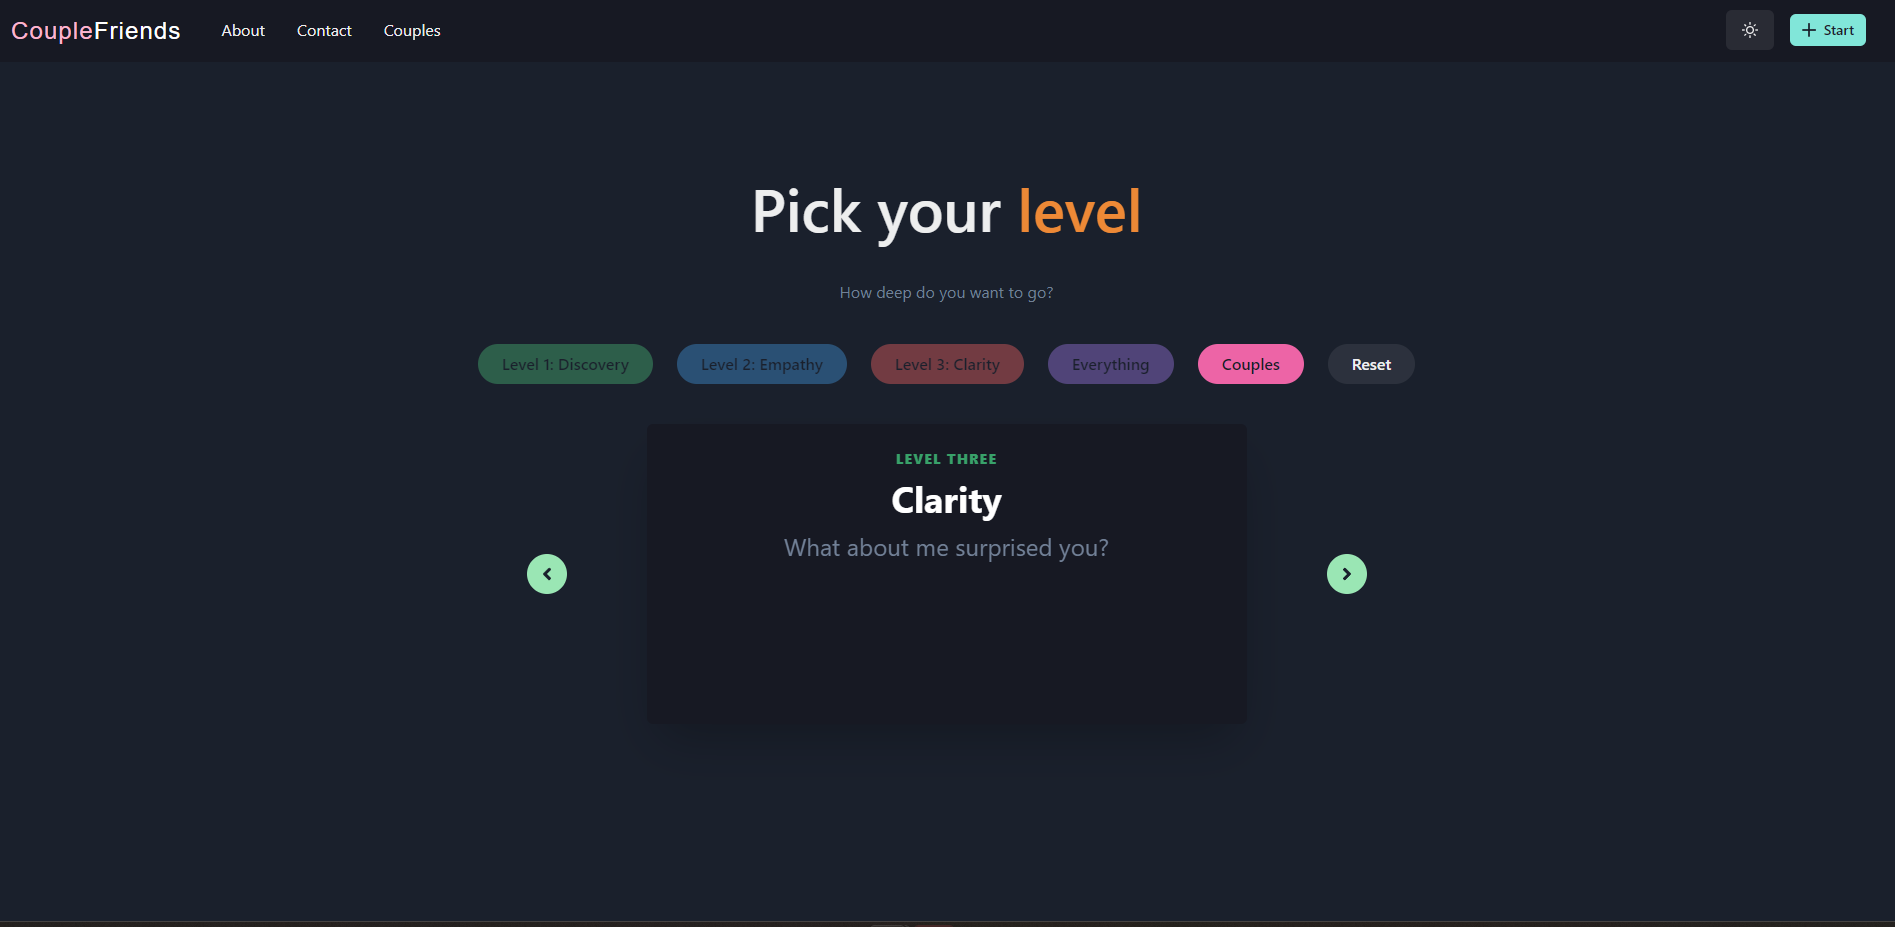 CoupleFriends About Contact Couples Start
Pick your level
How deep do you want to go?
Level 1: Discovery Level 2: Empathy Level 3: Clarity Everything Couples Reset
LEVEL THREE
Clarity
What about me surprised you?